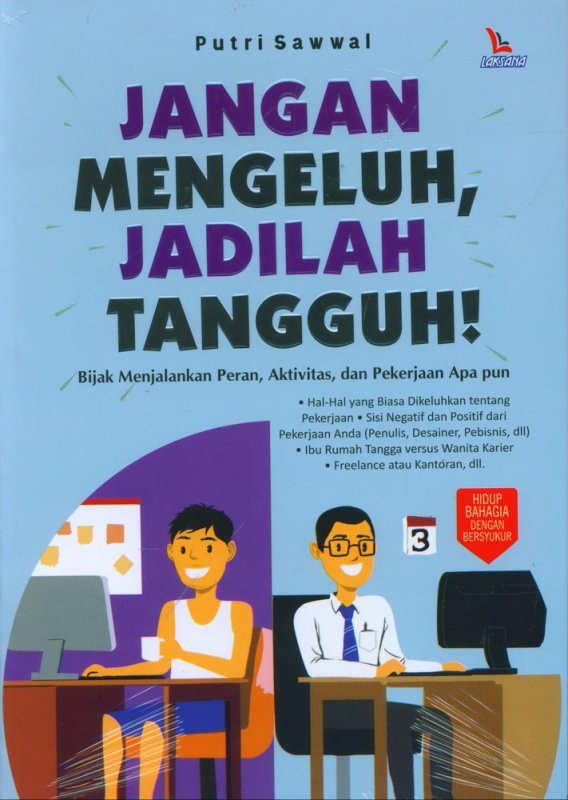 Putri Sawwal
LAKSANA
JANGAN
MENGELUH,
JADILAH
TANGGUH!
Bijak Menjalankan Peran, Aktivitas, dan Pekerjaan Apa pun
• Hal-Hal yang Biasa Dikeluhkan tentang
Pekerjaan • Sisi Negatif dan Positif dari
Pekerjaan Anda (Penulis, Desainer, Pebisnis, dll)
• Ibu Rumah Tangga versus Wanita Karier
• Freelance atau Kantoran, dll.
HIDUP
BAHAGIA
DENGAN
BERSYUKUR
3